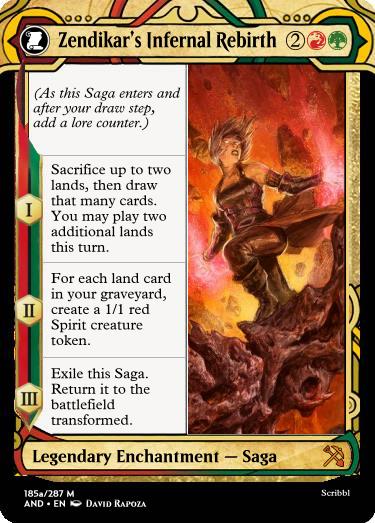 Zendikar's Infernal Rebirth 2
(As this Saga enters and
after your draw step,
add a lore counter.)
I
Sacrifice up to two
lands, then draw
that many cards.
You may play two
additional lands
this turn.
II
For each land card
in your graveyard,
create a 1/1 red
Spirit creature
token.
III
Exile this Saga.
Return it to the
battlefield
transformed.
Legendary Enchantment — Saga
185a/287 M
Scribbl
AND • EN David Rapoza